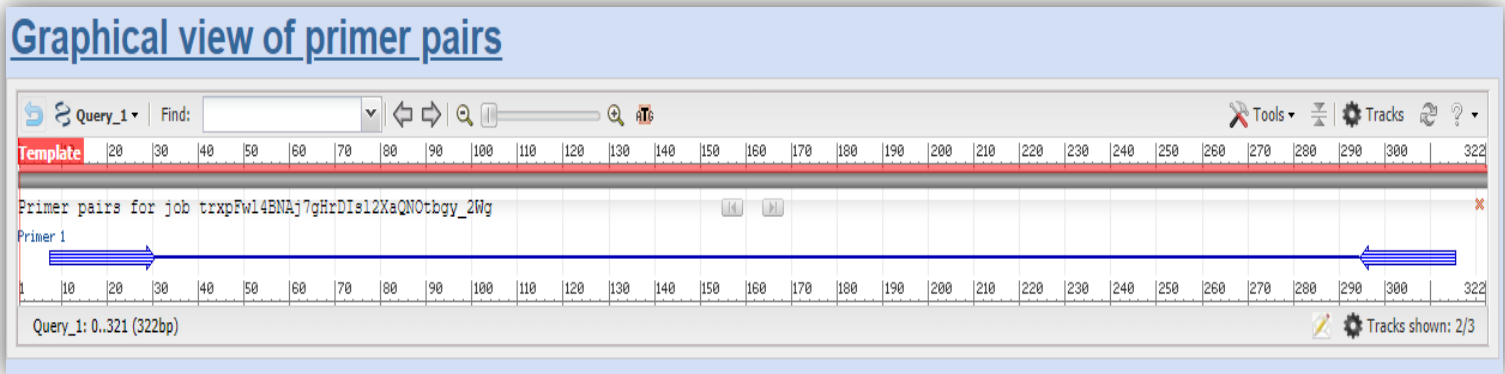 Graphical view of primer pairs
Query_1 Find: ATG Tools Tracks ?
Template |20 |30 |40 |50 |60 |70 |80 |90 |100 |110 |120 |130 |140 |150 |160 |170 |180 |190 |200 |210 |220 |230 |240 |250 |260 |270 |280 |290 |300 | 322
Primer pairs for job trxpFwl4BNAj7gHrDIsl2XaQNOtbgy_2Wg
Primer 1
1 |10 |20 |30 |40 |50 |60 |70 |80 |90 |100 |110 |120 |130 |140 |150 |160 |170 |180 |190 |200 |210 |220 |230 |240 |250 |260 |270 |280 |290 |300 | 322
Query_1: 0..321 (322bp) Tracks shown: 2/3